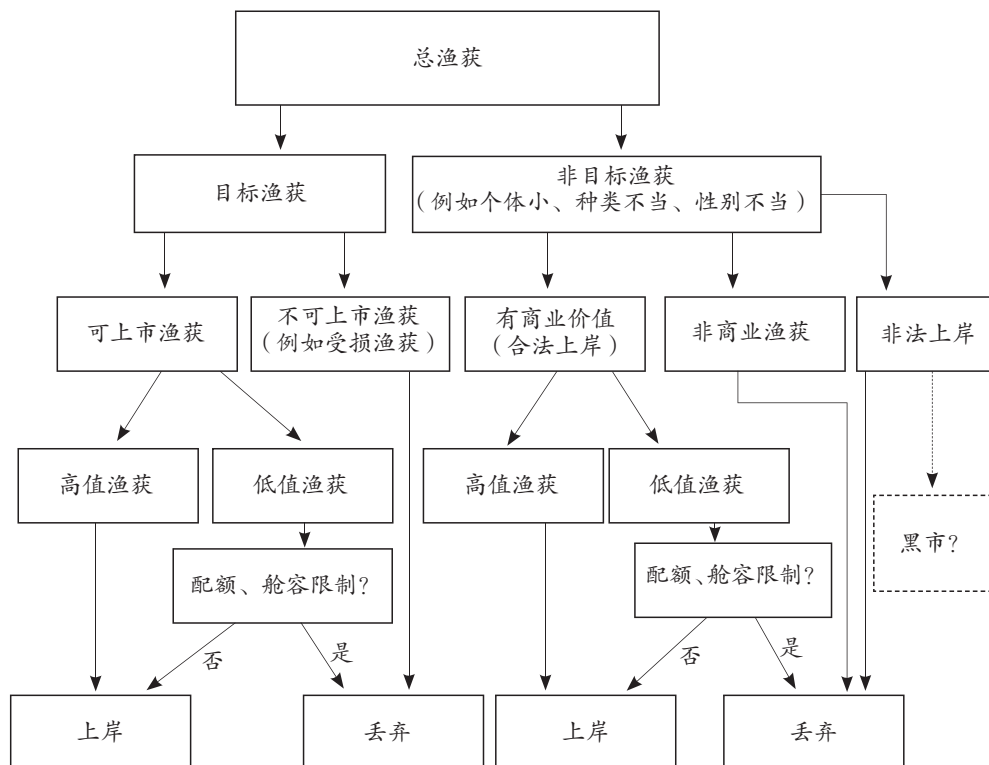 总渔获
目标渔获
非目标渔获
（例如个体小、种类不当、性别不当）
可上市渔获
不可上市渔获
（例如受损渔获）
有商业价值
（合法上岸）
非商业渔获
非法上岸
高值渔获
低值渔获
高值渔获
低值渔获
黑市？
配额、舱容限制？
配额、舱容限制？
否
是
否
是
上岸
丢弃
上岸
丢弃